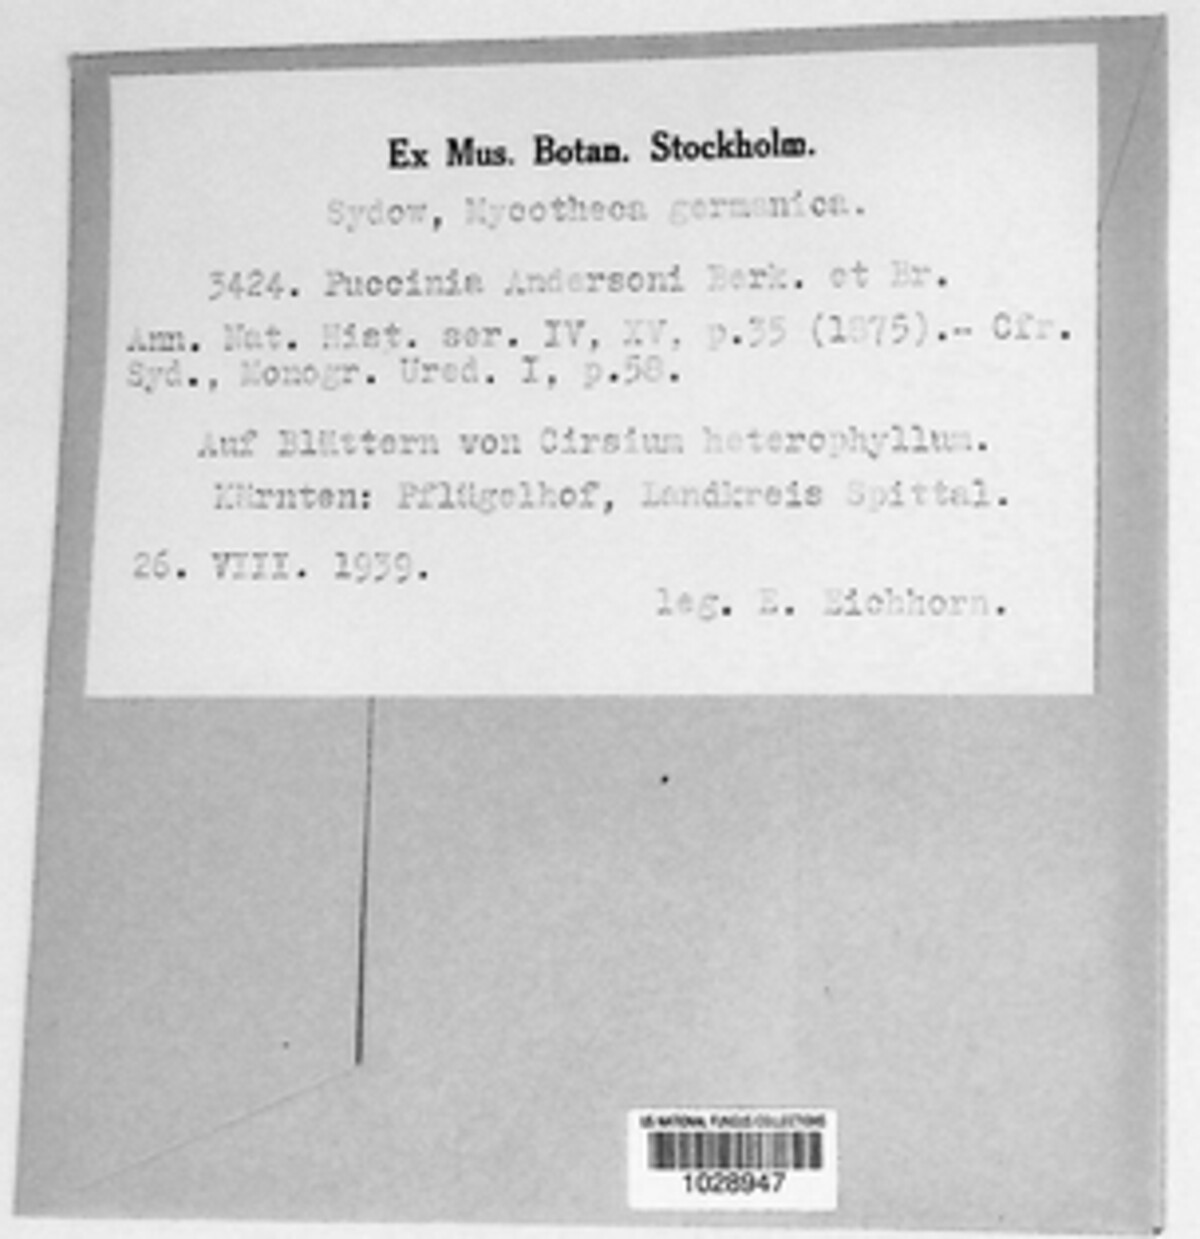 Ex Mus. Botan. Stockholm.
Sydow, Mycotheca germanica.
3424. Puccinia Andersoni Berk. et Br.
Ann. Nat. Hist. ser. IV, XV, p.35 (1875).- Cfr.
Syd., Monogr. Ured. I, p.58.
Auf Blättern von Cirsium heterophyllum.
Kärnten: Pflügelhof, Landkreis Spittal.
26. VIII. 1939.
leg. E. Eichhorn.
US NATIONAL FUNGUS COLLECTIONS
1028947